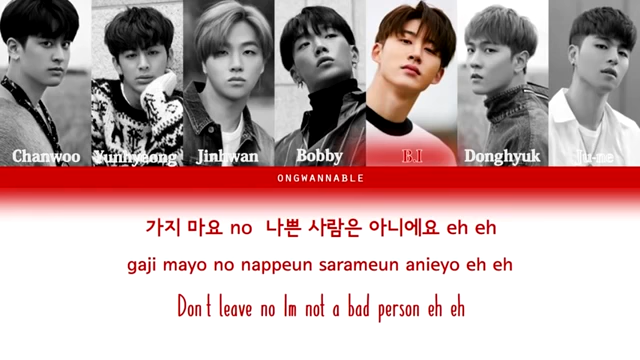 Chanwoo Yunhyeong Jinhwan Bobby B.I Donghyuk Ju-ne
ONGWANNABLE
가지 마요 no 나쁜 사람은 아니에요 eh eh
gaji mayo no nappeun sarameun anieyo eh eh
Don't leave no Im not a bad person eh eh